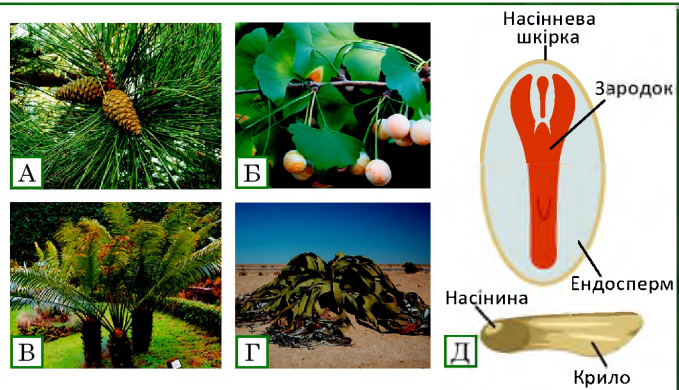 Насіннева
шкірка
Зародок
Ендосперм
Насінина
Крило
А
Б
В
Г
Д